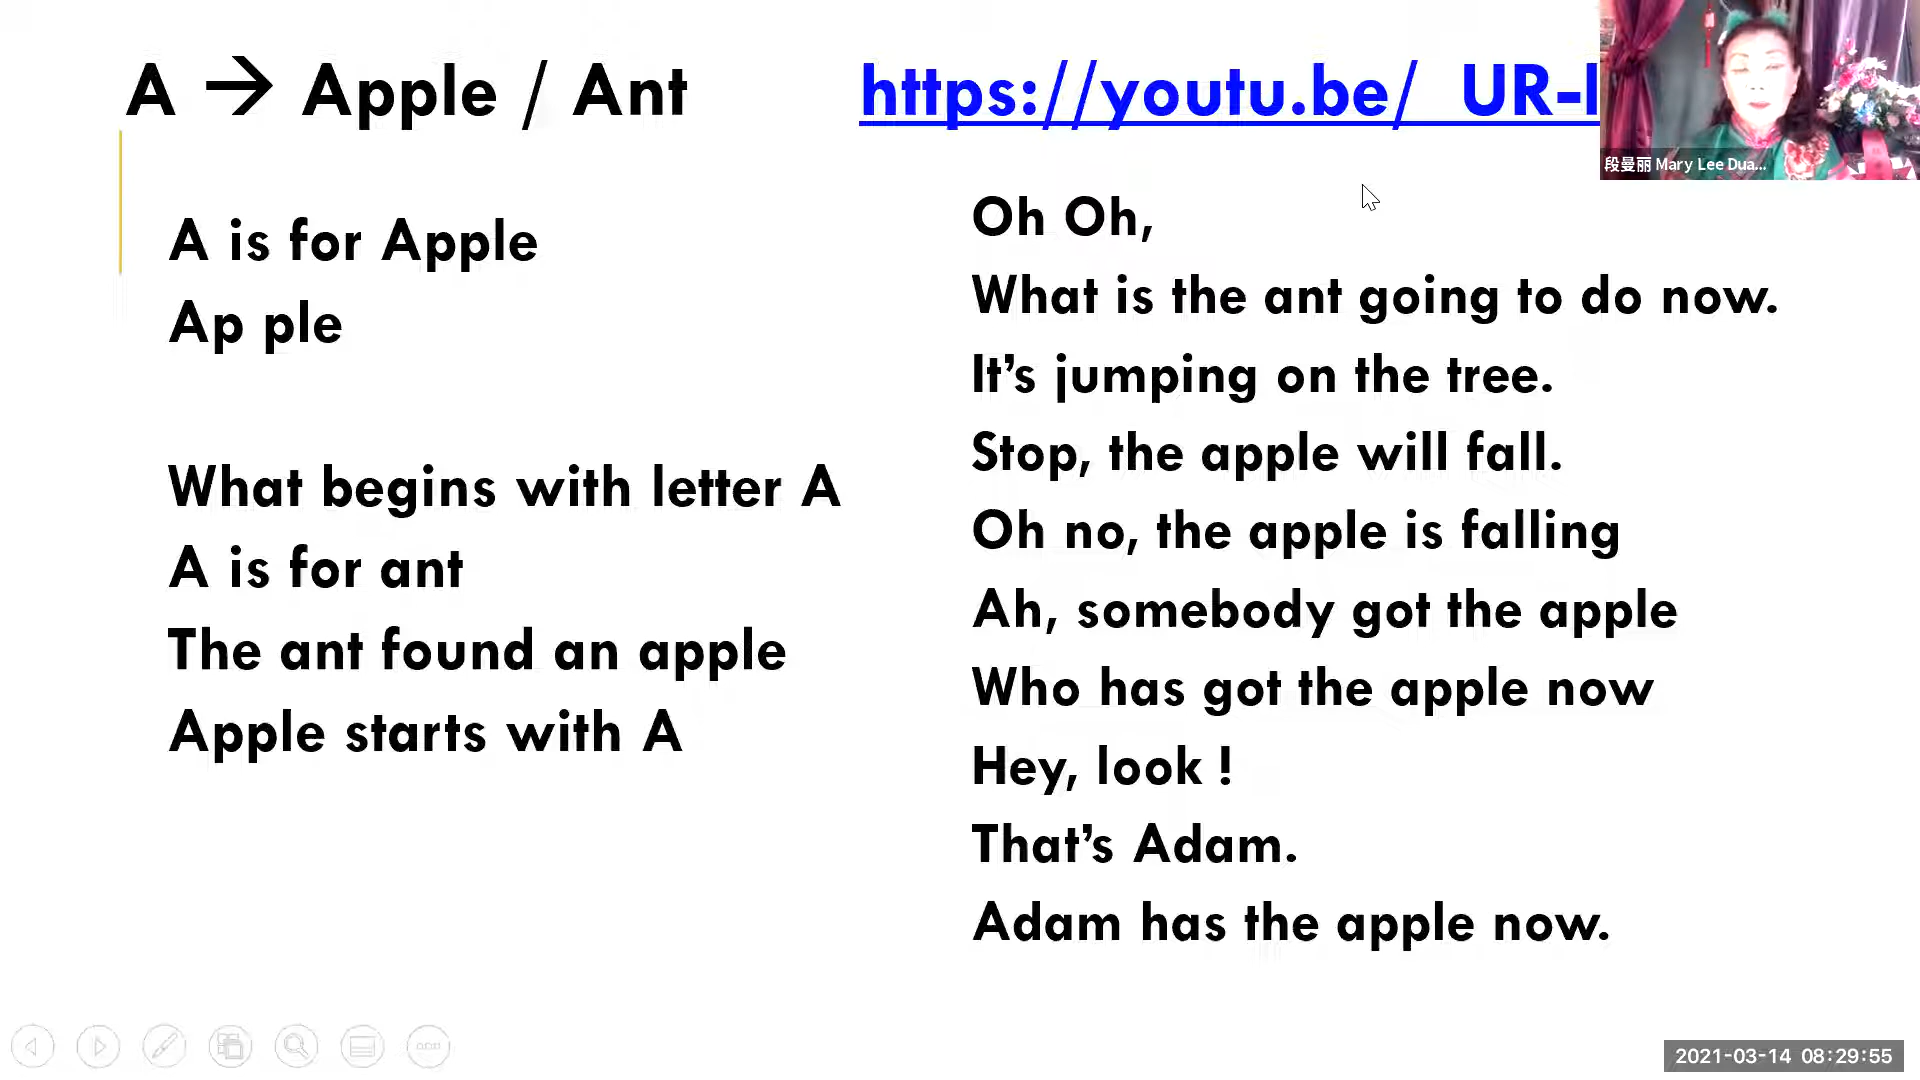 A → Apple / Ant
https://youtu.be/_UR-l
段曼丽 Mary Lee Dua...
A is for Apple
Ap ple
What begins with letter A
A is for ant
The ant found an apple
Apple starts with A
Oh Oh,
What is the ant going to do now.
It’s jumping on the tree.
Stop, the apple will fall.
Oh no, the apple is falling
Ah, somebody got the apple
Who has got the apple now
Hey, look !
That’s Adam.
Adam has the apple now.
2021-03-14 08:29:55